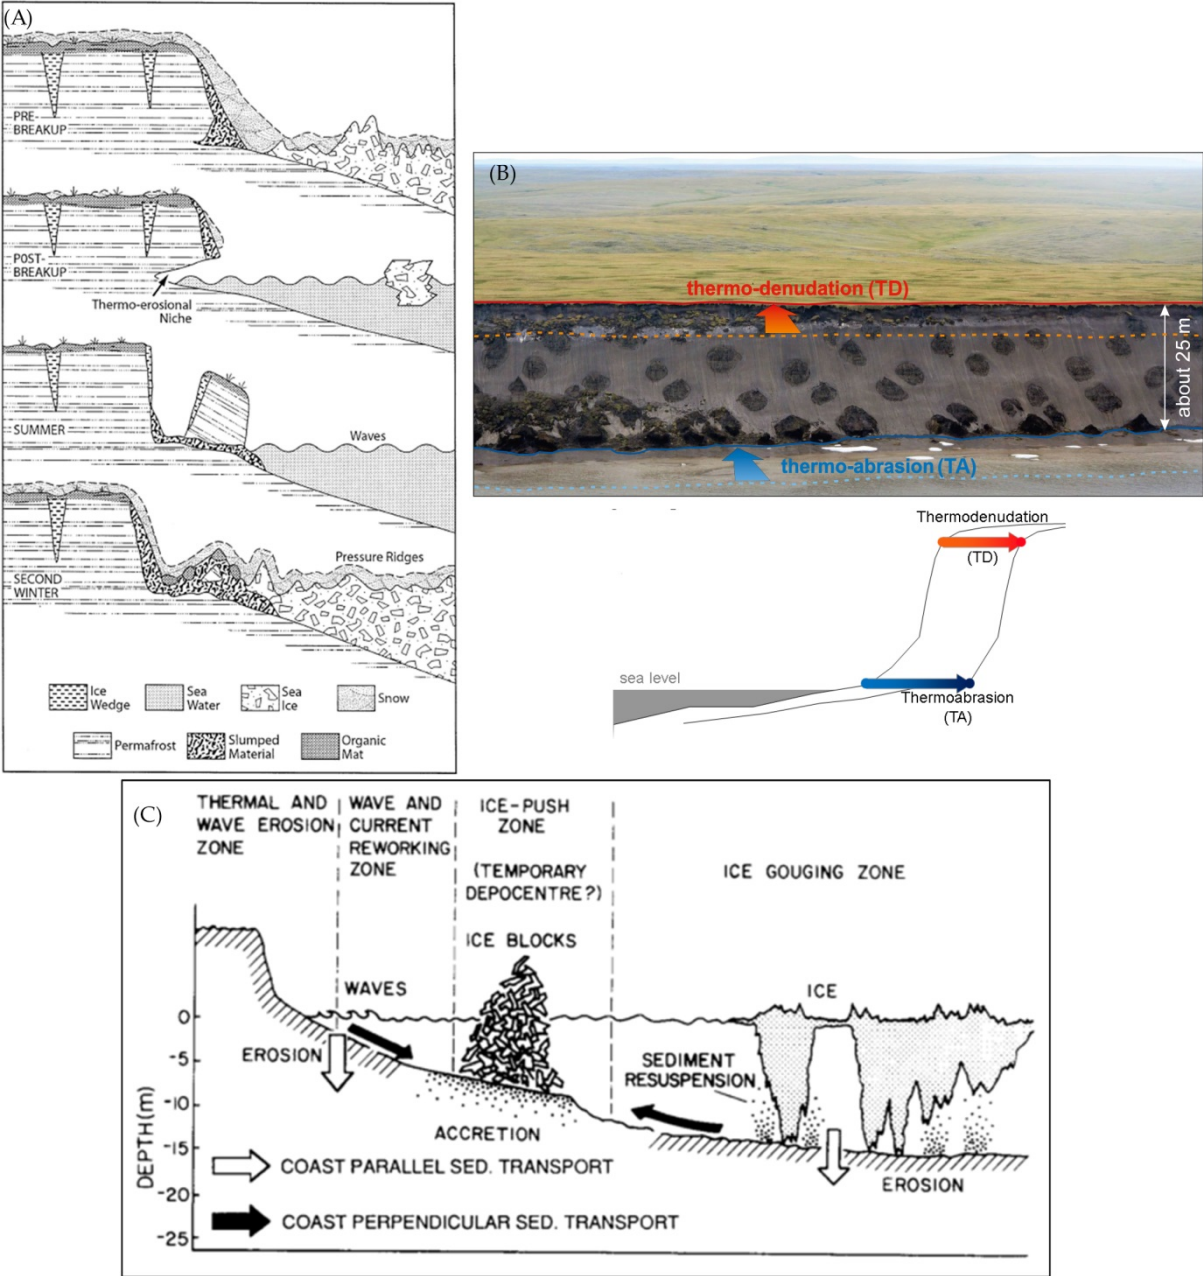 (A)
PRE
BREAKUP
POST-
BREAKUP
Thermo-erosional
Niche
SUMMER
Waves
SECOND
WINTER
Pressure Ridges
Ice
Wedge
Sea
Water
Sea
Ice
Snow
Permafrost
Slumped
Material
Organic
Mat
(B)
thermo-denudation (TD)
about 25 m
thermo-abrasion (TA)
Thermodenudation
(TD)
sea level
Thermoabrasion
(TA)
(C)
THERMAL AND
WAVE EROSION
ZONE
WAVE AND
CURRENT
REWORKING
ZONE
ICE-PUSH
ZONE
(TEMPORARY
DEPOCENTRE?)
ICE GOUGING ZONE
ICE BLOCKS
WAVES
ICE
EROSION
SEDIMENT
RESUSPENSION
ACCRETION
EROSION
DEPTH(m)
0
-5
-10
-15
-20
-25
COAST PARALLEL SED. TRANSPORT
COAST PERPENDICULAR SED. TRANSPORT